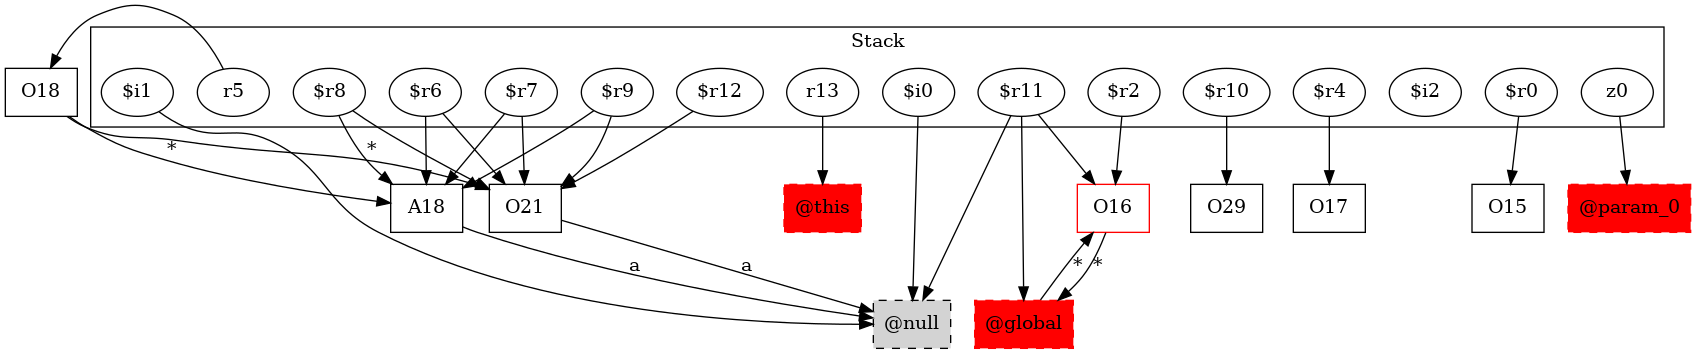 Stack
O18
$i1
r5
$r8
$r6
$r7
$r9
$r12
r13
$i0
$r11
$r2
$r10
$r4
$i2
$r0
z0
*
*
A18
O21
@this
O16
O29
O17
O15
@param_0
a
a
*
*
@null
@global